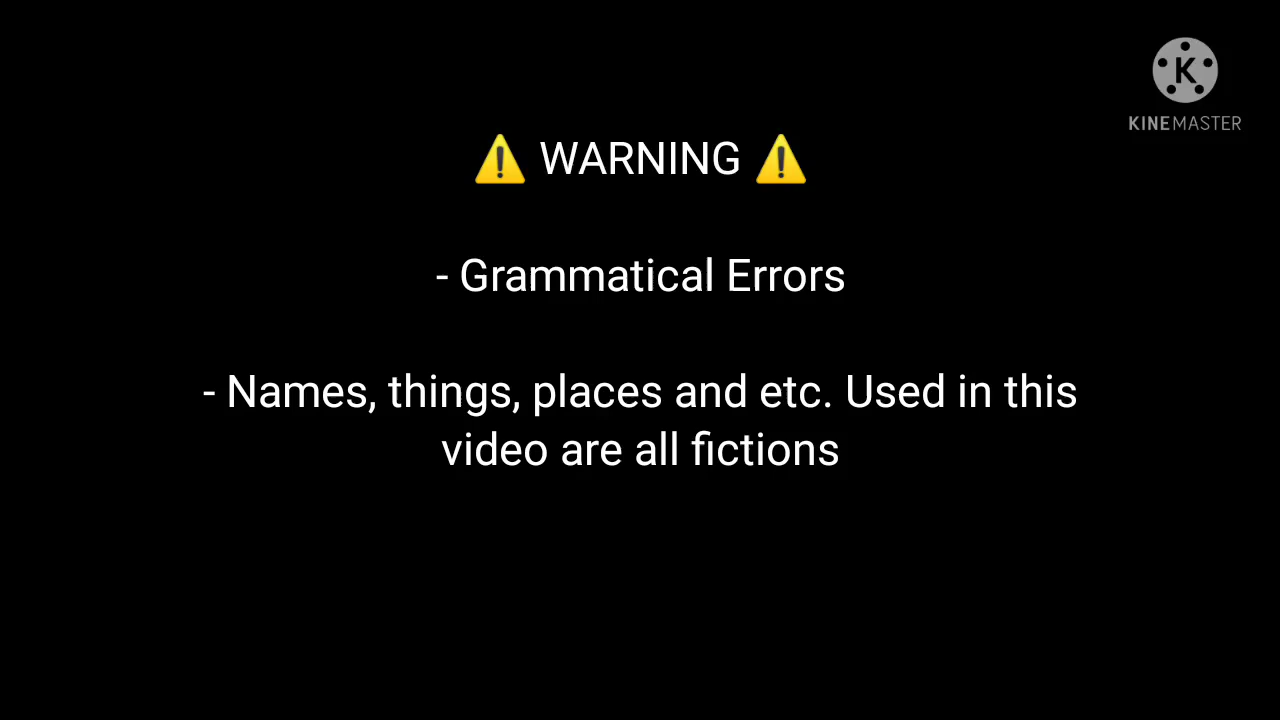 K
KINEMASTER
⚠️ WARNING ⚠️
- Grammatical Errors
- Names, things, places and etc. Used in this
video are all fictions